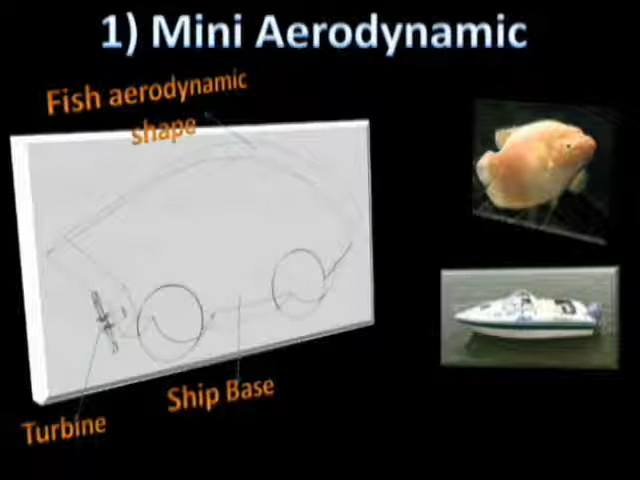 1) Mini Aerodynamic
Fish aerodynamic
shape
Ship Base
Turbine